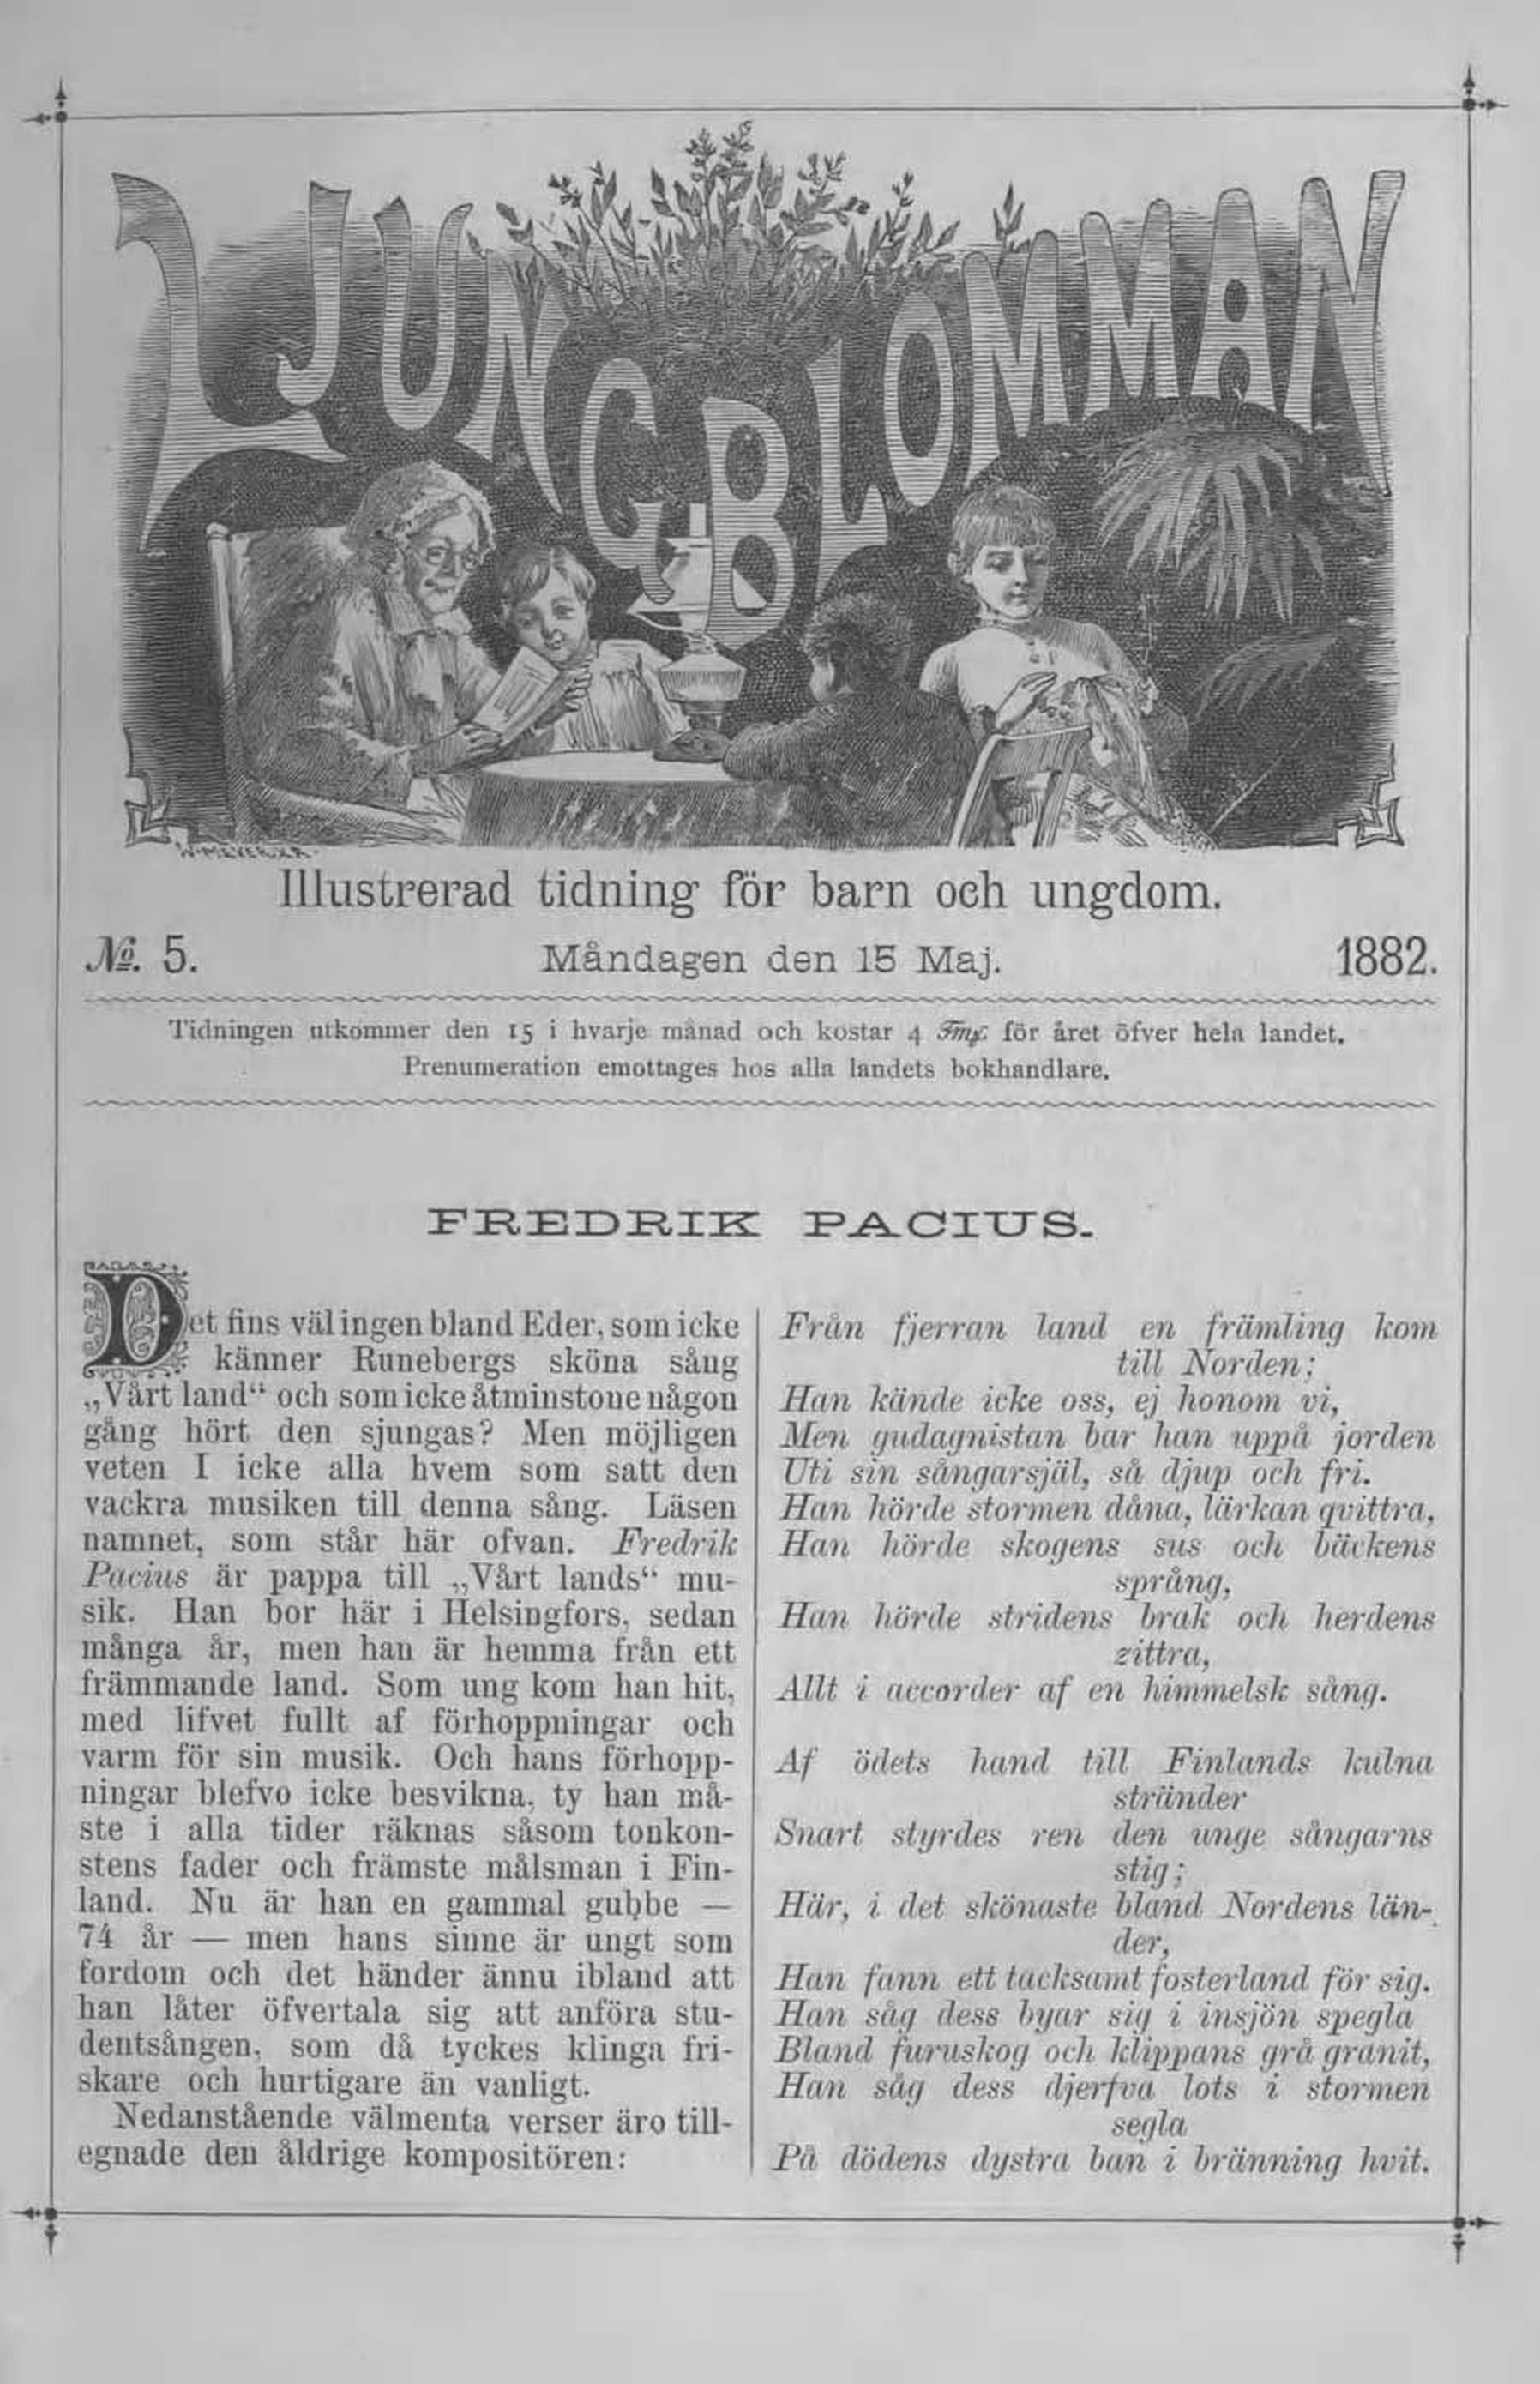 LJUNGBLOMMAN
W. MEYER X.A.
Illustrerad tidning för barn och ungdom.
№. 5. Måndagen den 15 Maj. 1882.
Tidningen utkommer den 15 i hvarje månad och kostar 4 Fmk. för året öfver hela landet.
Prenumeration emottages hos alla landets bokhandlare.
FREDRIK PACIUS.
Det fins väl ingen bland Eder, som icke
känner Runebergs sköna sång
„Vårt land“ och som icke åtminstone någon
gång hört den sjungas? Men möjligen
veten I icke alla hvem som satt den
vackra musiken till denna sång. Läsen
namnet, som står här ofvan. Fredrik
Pacius är pappa till „Vårt lands“ mu-
sik. Han bor här i Helsingfors, sedan
många år, men han är hemma från ett
främmande land. Som ung kom han hit,
med lifvet fullt af förhoppningar och
varm för sin musik. Och hans förhopp-
ningar blefvo icke besvikna, ty han må-
ste i alla tider räknas såsom tonkon-
stens fader och främste målsman i Fin-
land. Nu är han en gammal gubbe —
74 år — men hans sinne är ungt som
fordom och det händer ännu ibland att
han låter öfvertala sig att anföra stu-
dentsången, som då tyckes klinga fri-
skare och hurtigare än vanligt.
Nedanstående välmenta verser äro till-
egnade den åldrige kompositören:
Från fjerran land en främling kom
till Norden;
Han kände icke oss, ej honom vi,
Men gudagnistan bar han uppå jorden
Uti sin sångarsjäl, så djup och fri.
Han hörde stormen dåna, lärkan qvittra,
Han hörde skogens sus och bäckens
språng,
Han hörde stridens brak och herdens
zittra,
Allt i accorder af en himmelsk sång.
Af ödets hand till Finlands kulna
stränder
Snart styrdes ren den unge sångarns
stig;
Här, i det skönaste bland Nordens län-
der,
Han fann ett tacksamt fosterland för sig.
Han såg dess byar sig i insjön spegla
Bland furuskog och klippans grå granit,
Han såg dess djerfva lots i stormen
segla
På dödens dystra ban i bränning hvit.